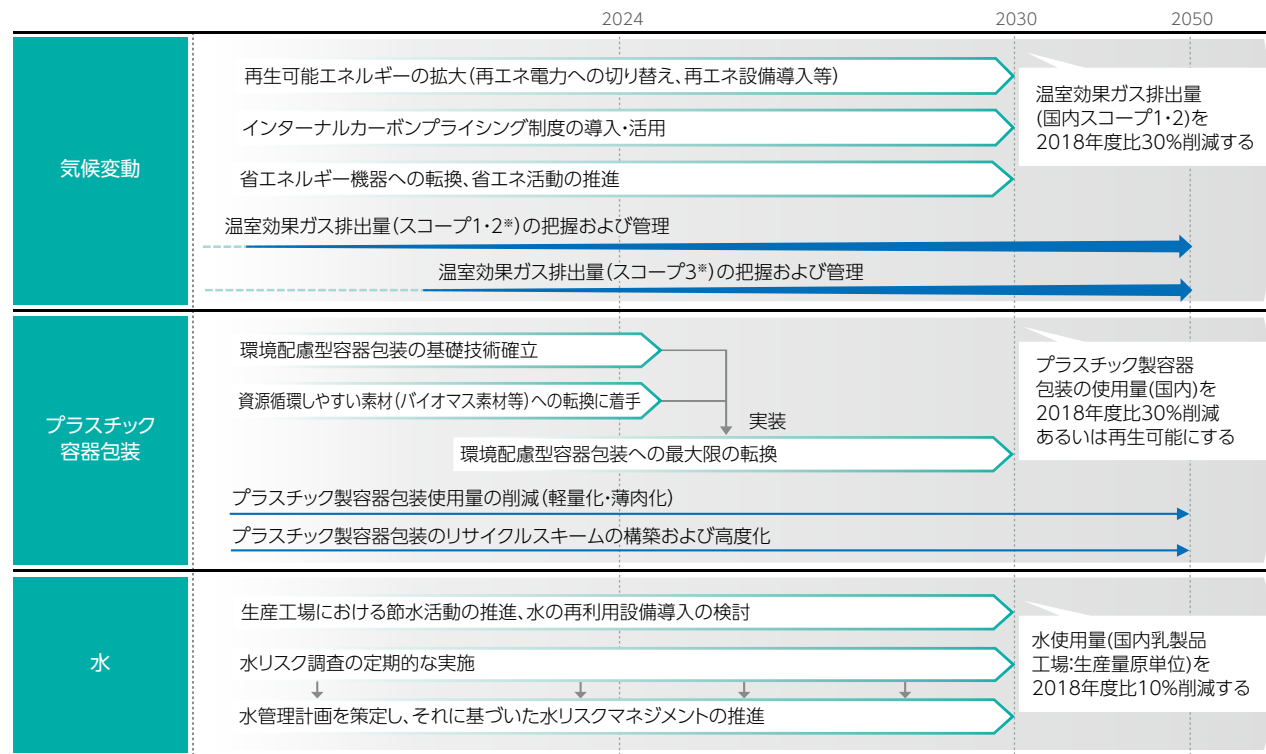 2024
2030
2050
気候変動
再生可能エネルギーの拡大(再エネ電力への切り替え、再エネ設備導入等)
インターナルカーボンプライシング制度の導入・活用
省エネルギー機器への転換、省エネ活動の推進
温室効果ガス排出量(スコープ1・2※)の把握および管理
温室効果ガス排出量(スコープ3※)の把握および管理
温室効果ガス排出量
(国内スコープ1・2)を
2018年度比30%削減する
プラスチック
容器包装
環境配慮型容器包装の基礎技術確立
資源循環しやすい素材(バイオマス素材等)への転換に着手
実装
環境配慮型容器包装への最大限の転換
プラスチック製容器包装使用量の削減(軽量化・薄肉化)
プラスチック製容器包装のリサイクルスキームの構築および高度化
プラスチック製容器
包装の使用量(国内)を
2018年度比30%削減
あるいは再生可能にする
水
生産工場における節水活動の推進、水の再利用設備導入の検討
水リスク調査の定期的な実施
水管理計画を策定し、それに基づいた水リスクマネジメントの推進
水使用量(国内乳製品
工場:生産量原単位)を
2018年度比10%削減する